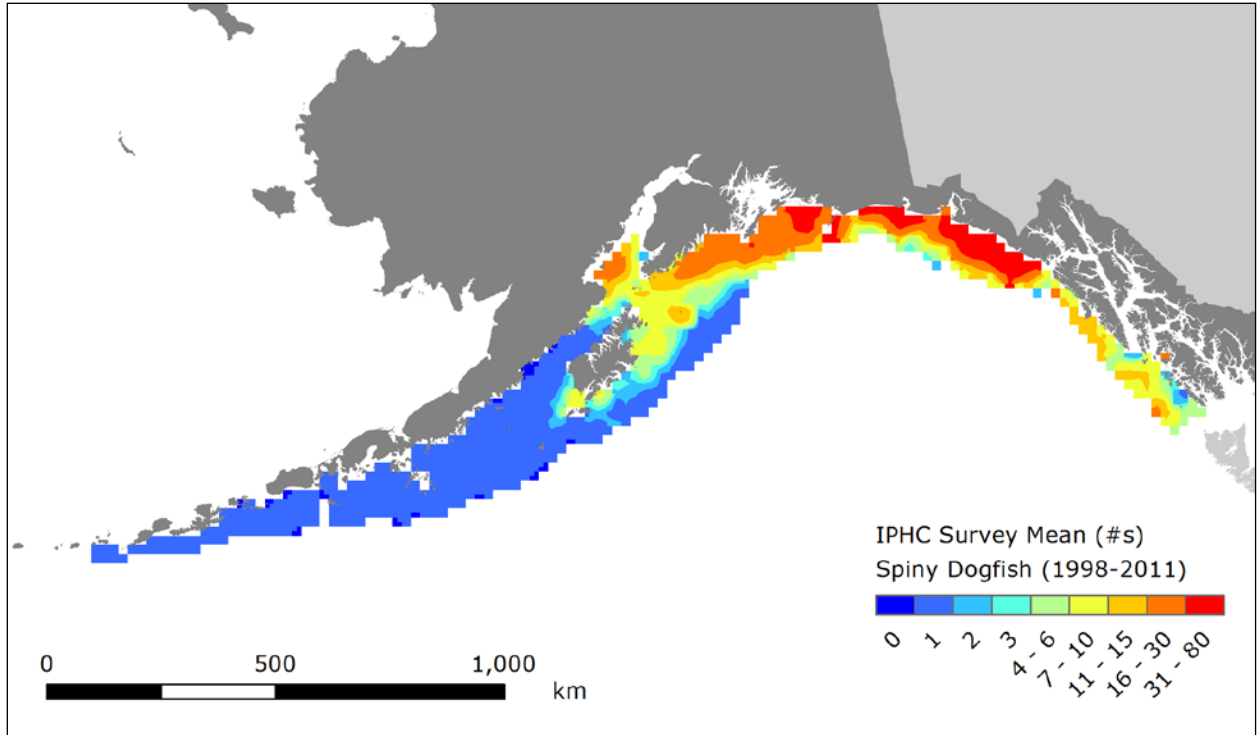 IPHC Survey Mean (#s)
Spiny Dogfish (1998-2011)
0
1
2
3
4 - 6
7 - 10
11 - 15
16 - 30
31 - 80
0 500 1,000
km